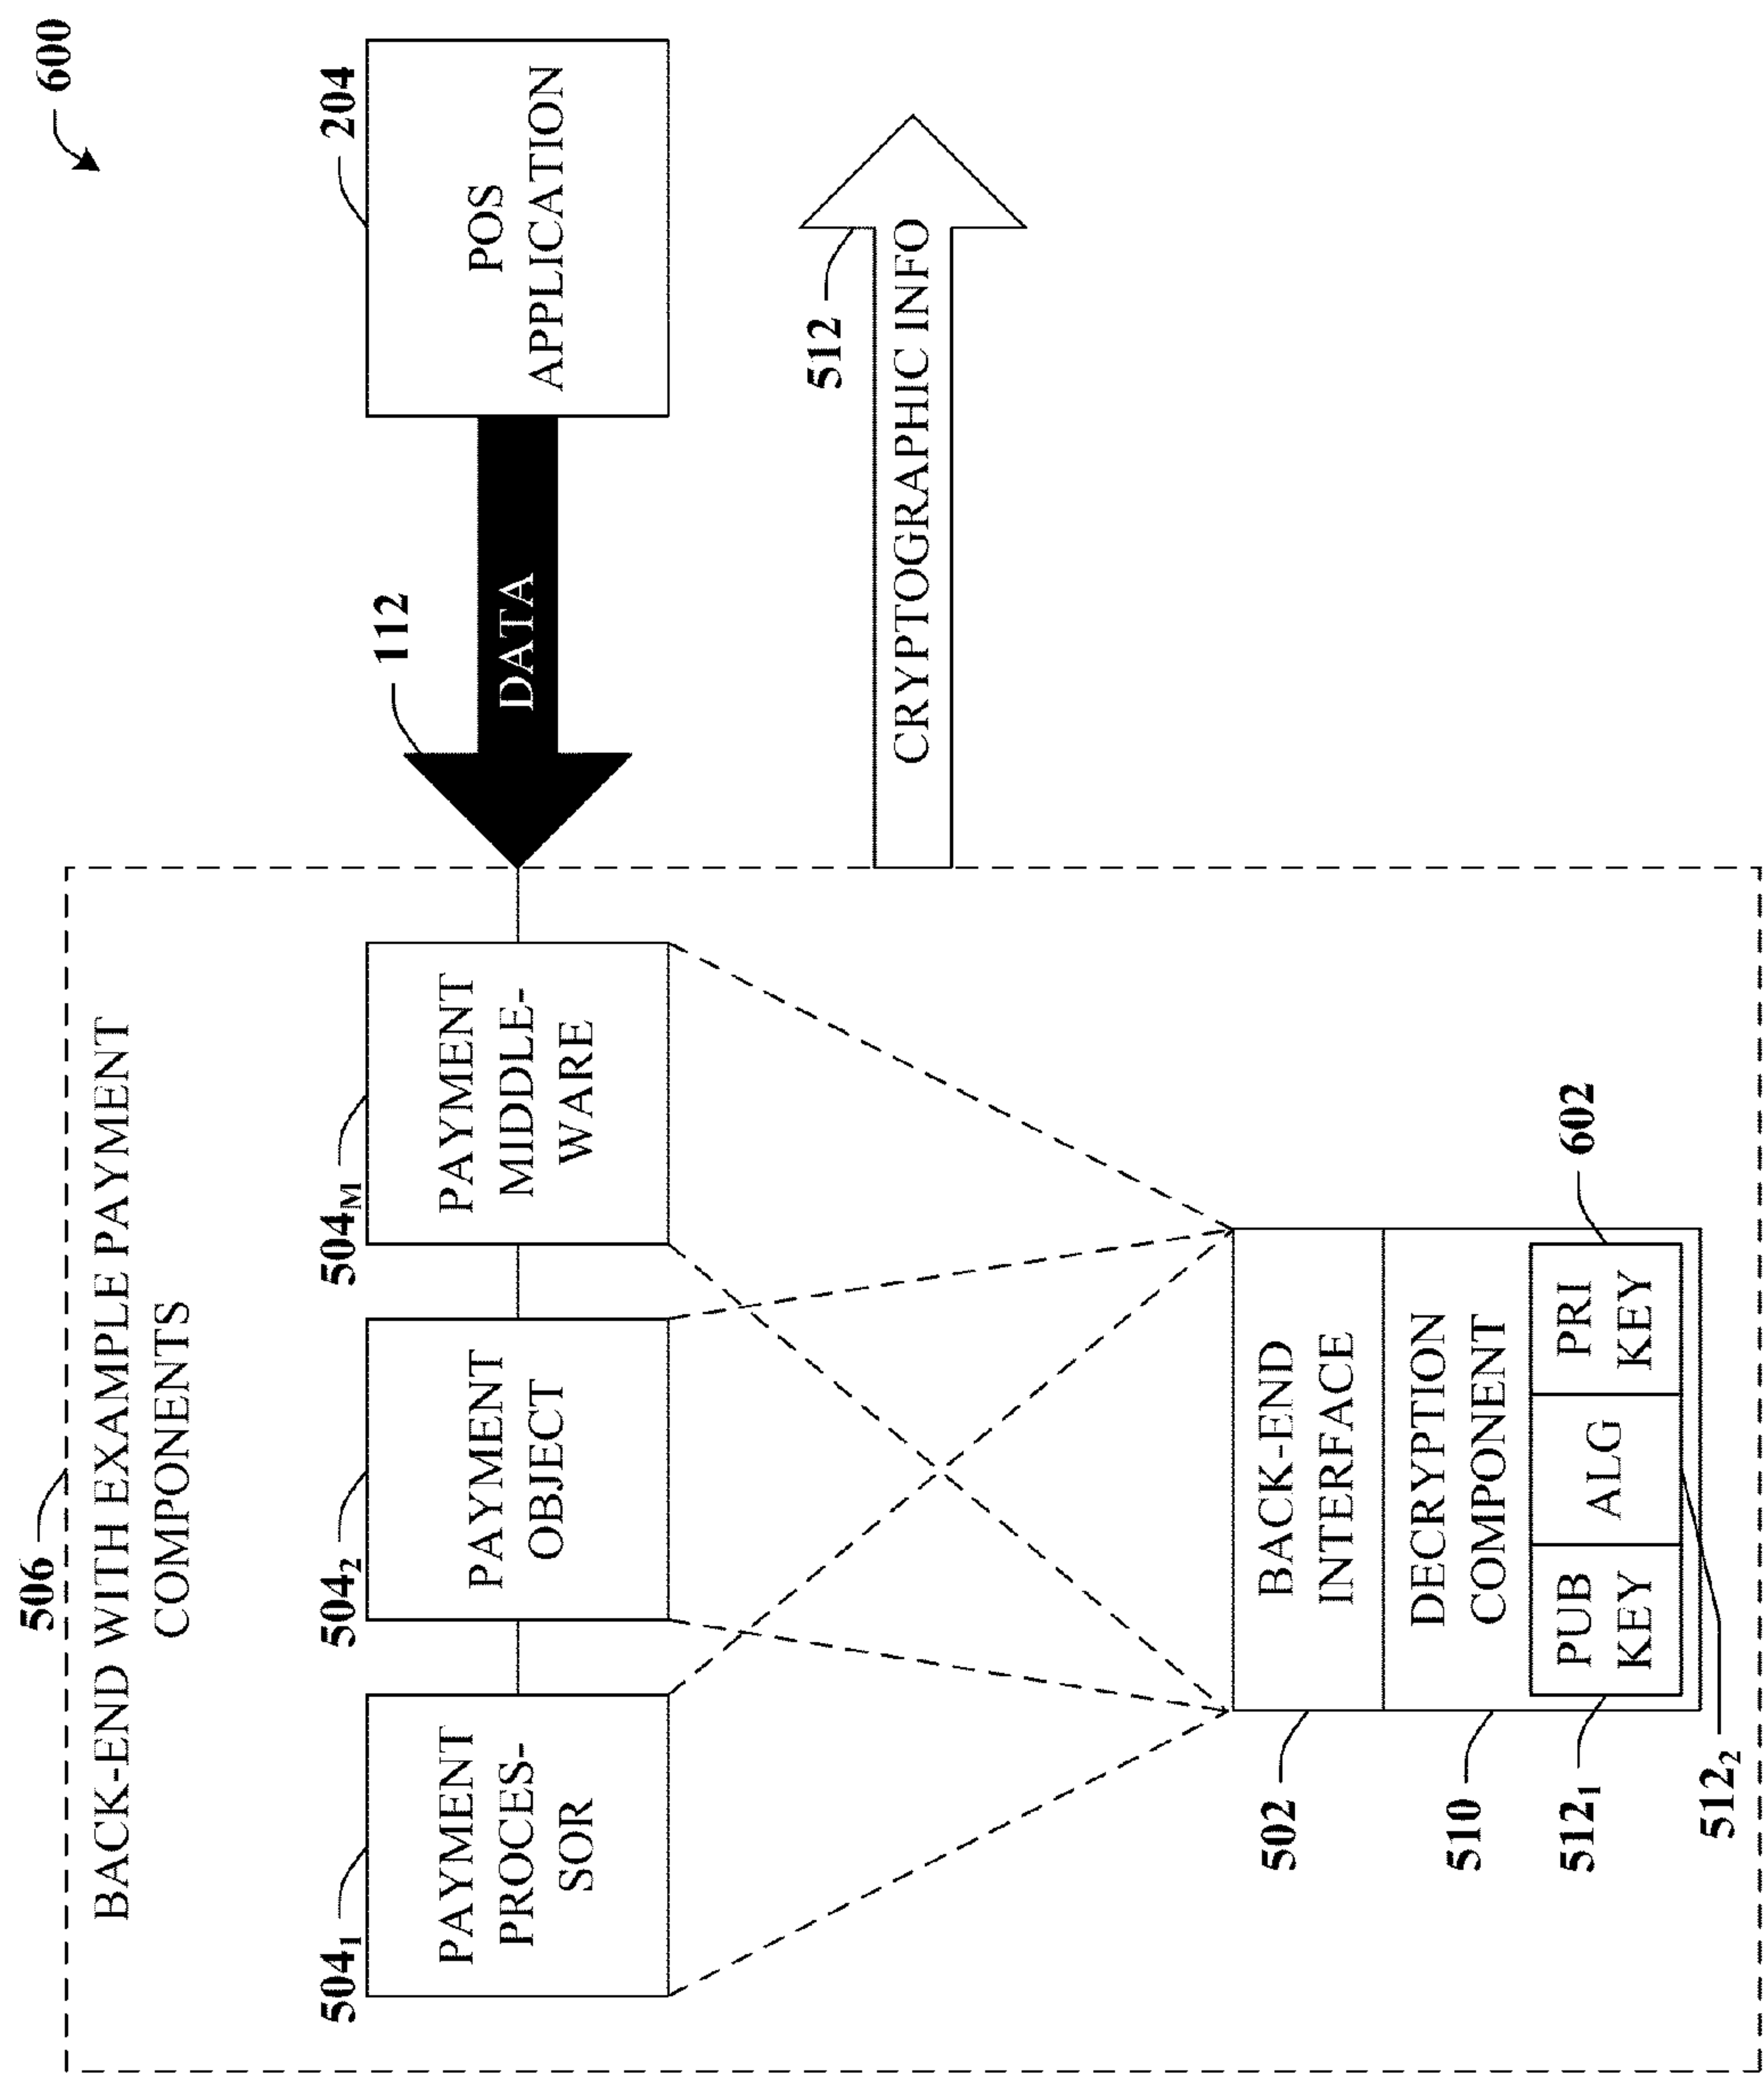 600
506
BACK-END WITH EXAMPLE PAYMENT
COMPONENTS
504₁
PAYMENT
PROCES-
SOR
504₂
PAYMENT
OBJECT
504M
PAYMENT
MIDDLE-
WARE
112
DATA
204
POS
APPLICATION
512
CRYPTOGRAPHIC INFO
502
BACK-END
INTERFACE
510
DECRYPTION
COMPONENT
512₁
PUB
KEY
ALG
PRI
KEY
602
512₂